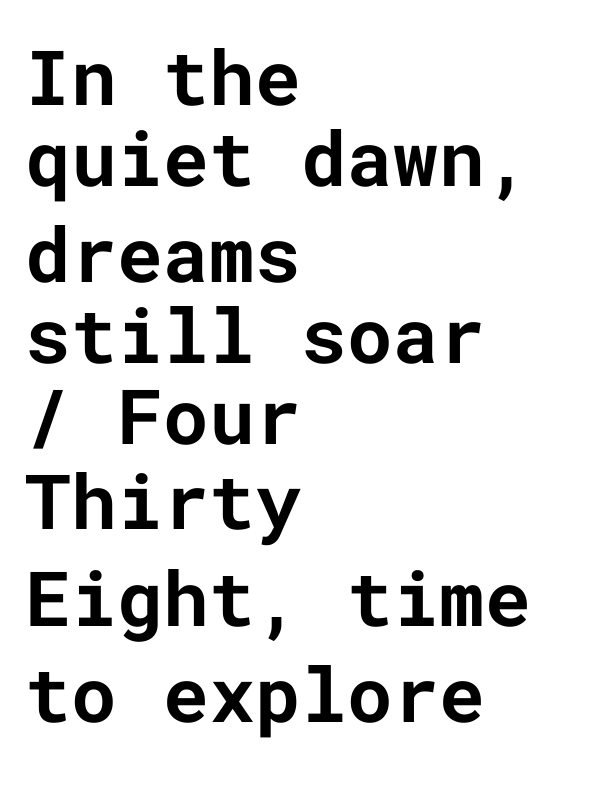 In the
quiet dawn,
dreams
still soar
/ Four
Thirty
Eight, time
to explore